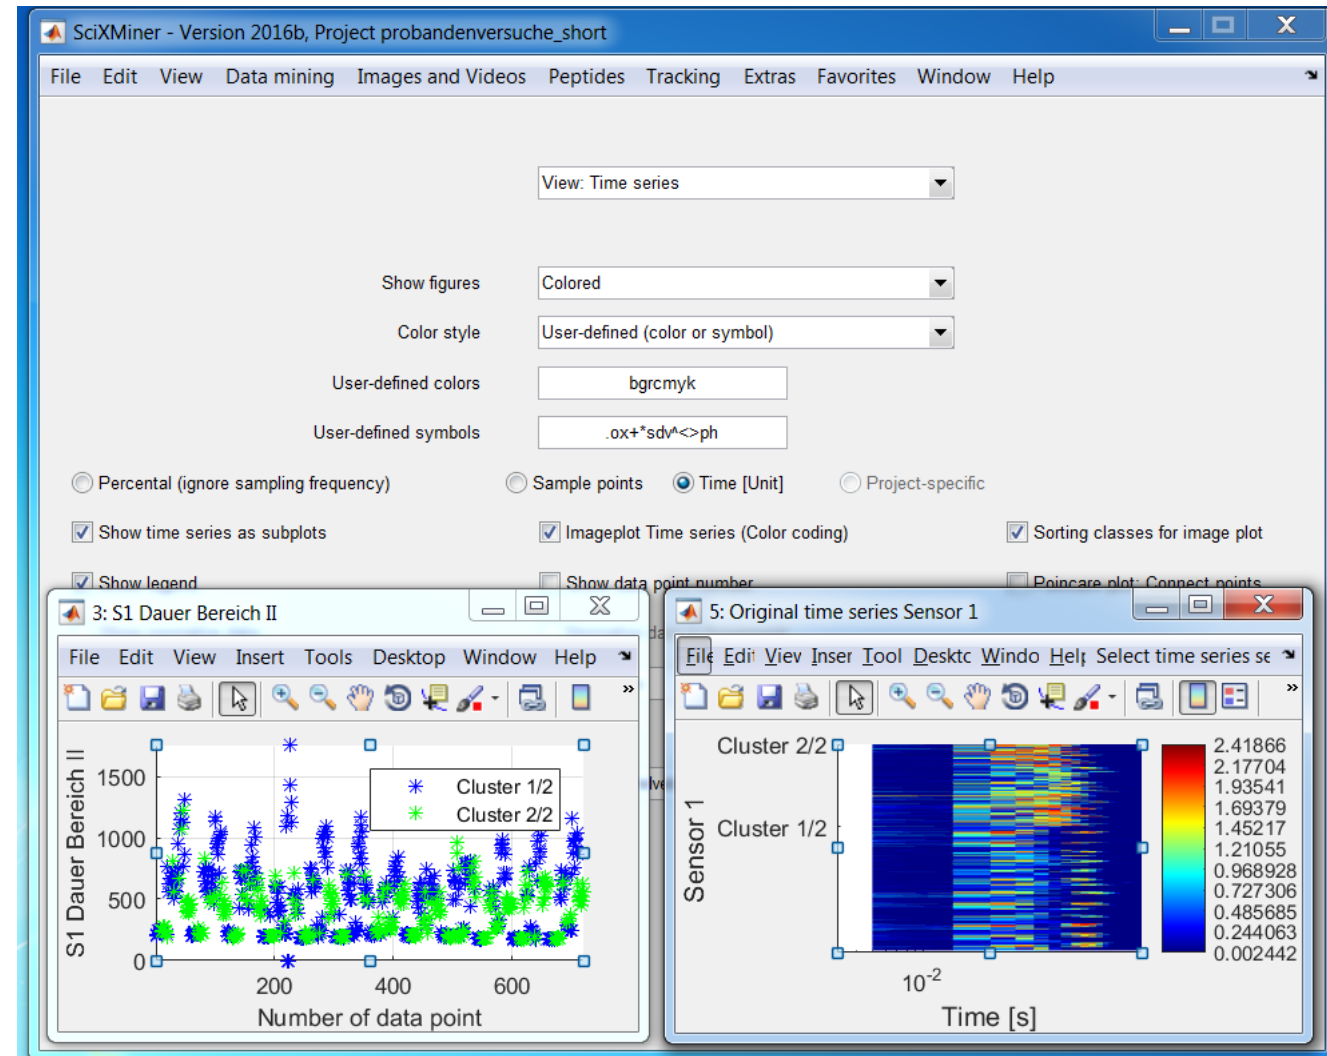 SciXMiner - Version 2016b, Project probandenversuche_short
File Edit View Data mining Images and Videos Peptides Tracking Extras Favorites Window Help
View: Time series
Show figures Colored
Color style User-defined (color or symbol)
User-defined colors bgrcmyk
User-defined symbols .ox+*sdv^<>ph
Percental (ignore sampling frequency) Sample points Time [Unit] Project-specific
Show time series as subplots Imageplot Time series (Color coding) Sorting classes for image plot
Show legend Show data point number Poincare plot: Connect points
3: S1 Dauer Bereich II
File Edit View Insert Tools Desktop Window Help
S1 Dauer Bereich II
1500
1000
500
0
Cluster 1/2
Cluster 2/2
200 400 600
Number of data point
5: Original time series Sensor 1
File Edi Viev Inser Tool Desktc Windo Help Select time series se
Sensor 1
Cluster 2/2
Cluster 1/2
2.41866
2.17704
1.93541
1.69379
1.45217
1.21055
0.968928
0.727306
0.485685
0.244063
0.002442
10-2
Time [s]